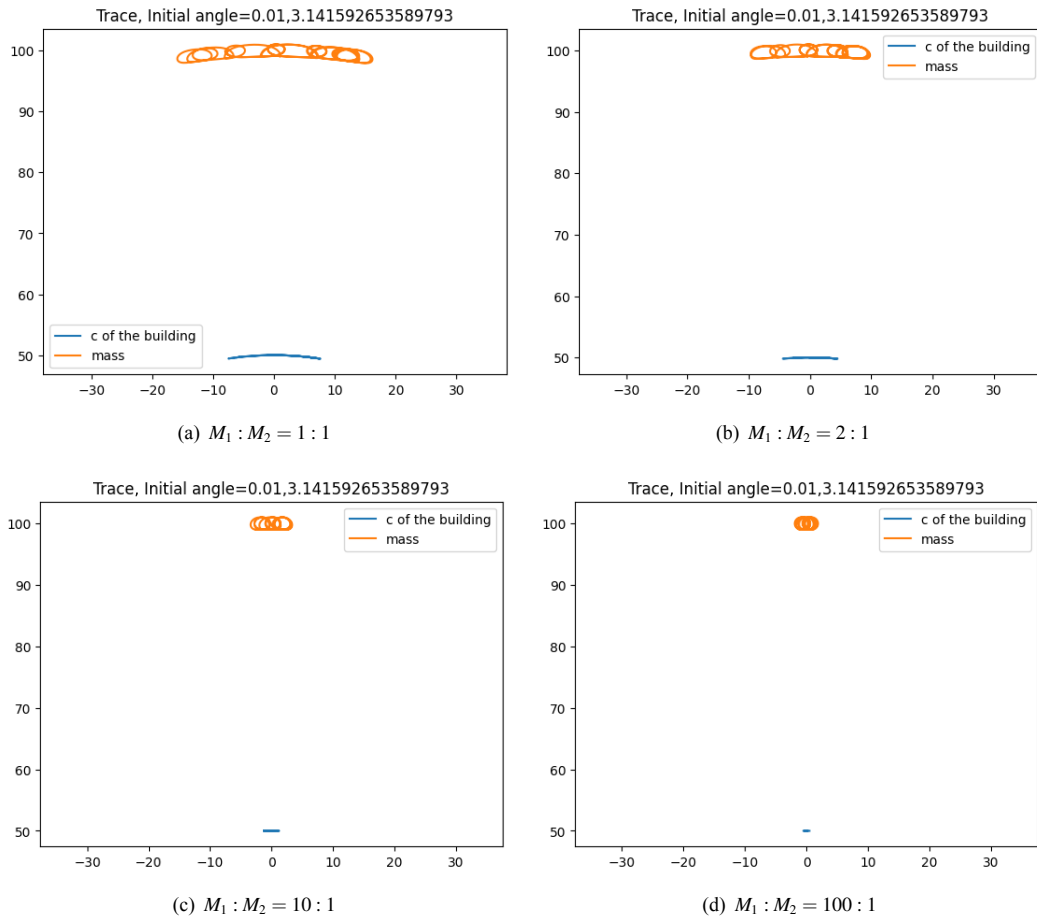 Trace, Initial angle=0.01,3.141592653589793
100
90
80
70
60
50
c of the building
mass
−30 −20 −10 0 10 20 30
(a) M₁ : M₂ = 1 : 1
Trace, Initial angle=0.01,3.141592653589793
100
90
80
70
60
50
c of the building
mass
−30 −20 −10 0 10 20 30
(b) M₁ : M₂ = 2 : 1
Trace, Initial angle=0.01,3.141592653589793
100
90
80
70
60
50
c of the building
mass
−30 −20 −10 0 10 20 30
(c) M₁ : M₂ = 10 : 1
Trace, Initial angle=0.01,3.141592653589793
100
90
80
70
60
50
c of the building
mass
−30 −20 −10 0 10 20 30
(d) M₁ : M₂ = 100 : 1